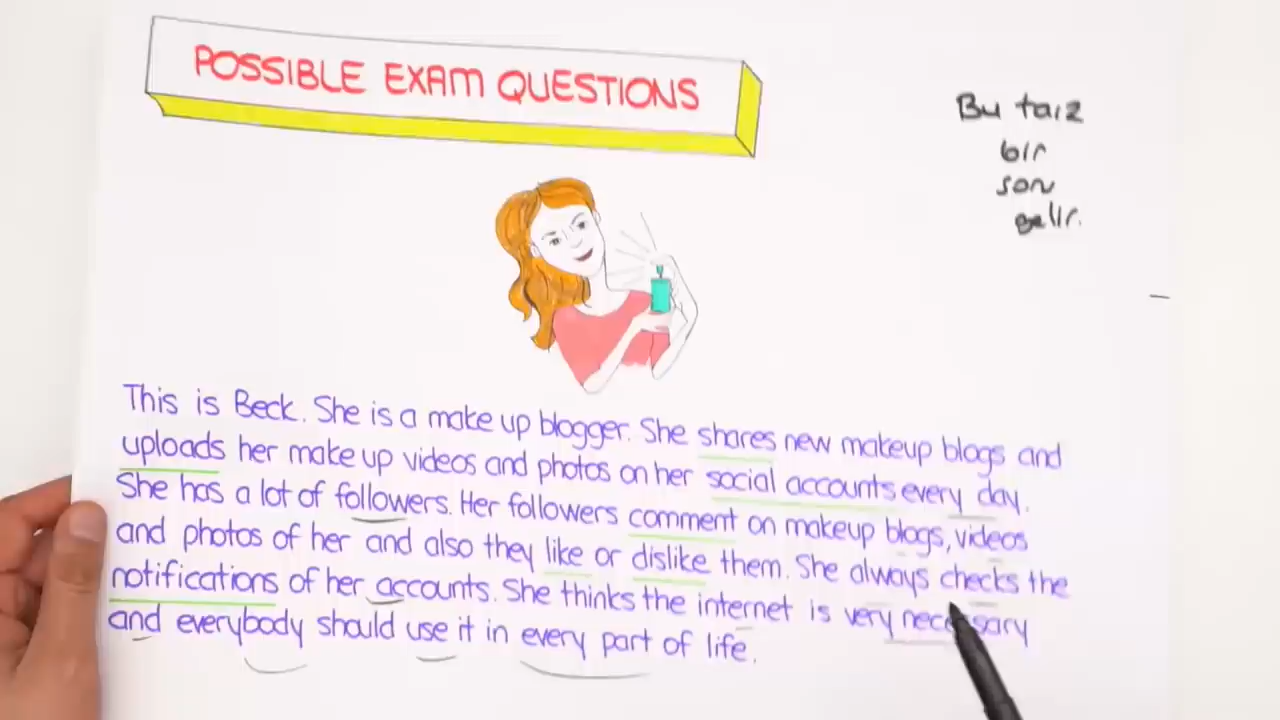 POSSIBLE EXAM QUESTIONS
Bu tarz
bir
soru
gelir.
This is Beck. She is a make up blogger. She shares new makeup blogs and
uploads her make up videos and photos on her social accounts every day.
She has a lot of followers. Her followers comment on makeup blogs, videos
and photos of her and also they like or dislike them. She always checks the
notifications of her accounts. She thinks the internet is very necessary
and everybody should use it in every part of life.